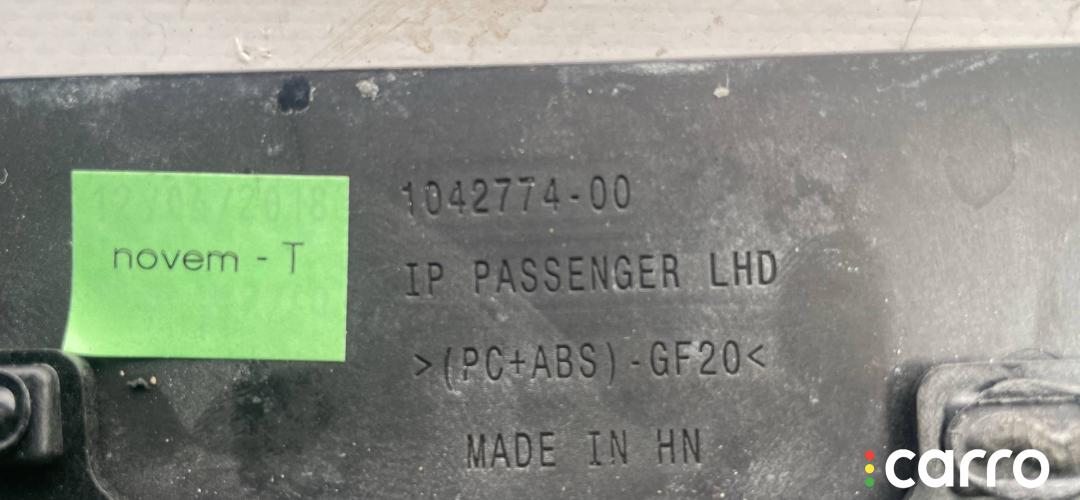 novem - T
1042774-00
IP PASSENGER LHD
>(PC+ABS)-GF20<
MADE IN HN
carro